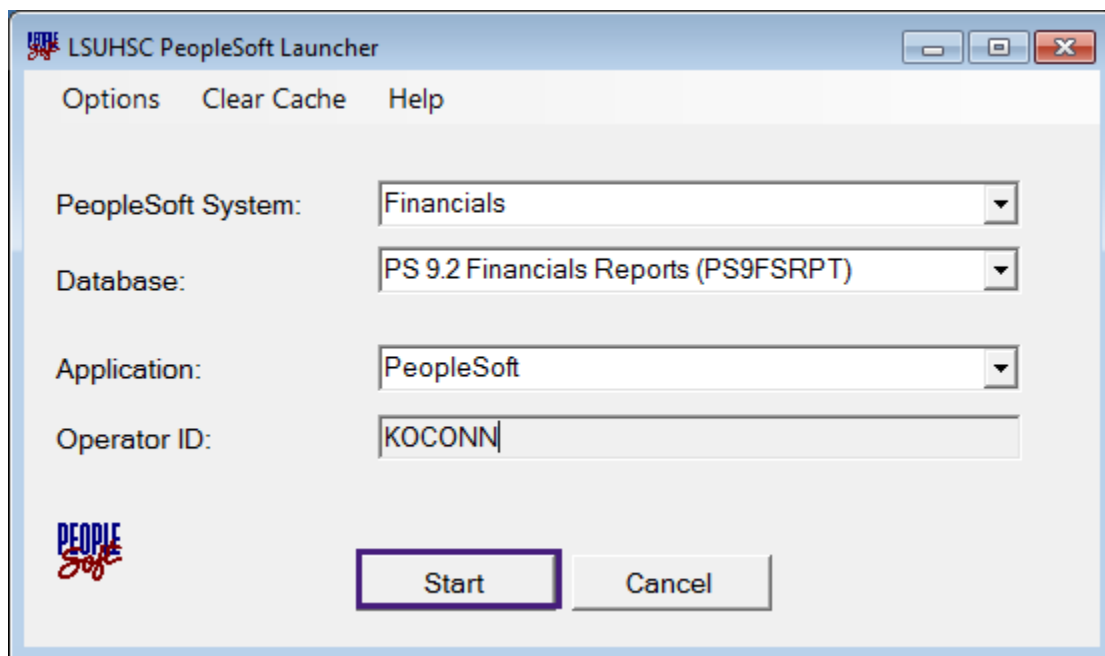 LSUHSC PeopleSoft Launcher
Options Clear Cache Help
PeopleSoft System: Financials
Database: PS 9.2 Financials Reports (PS9FSRPT)
Application: PeopleSoft
Operator ID: KOCONN
PEOPLE
Soft
Start Cancel